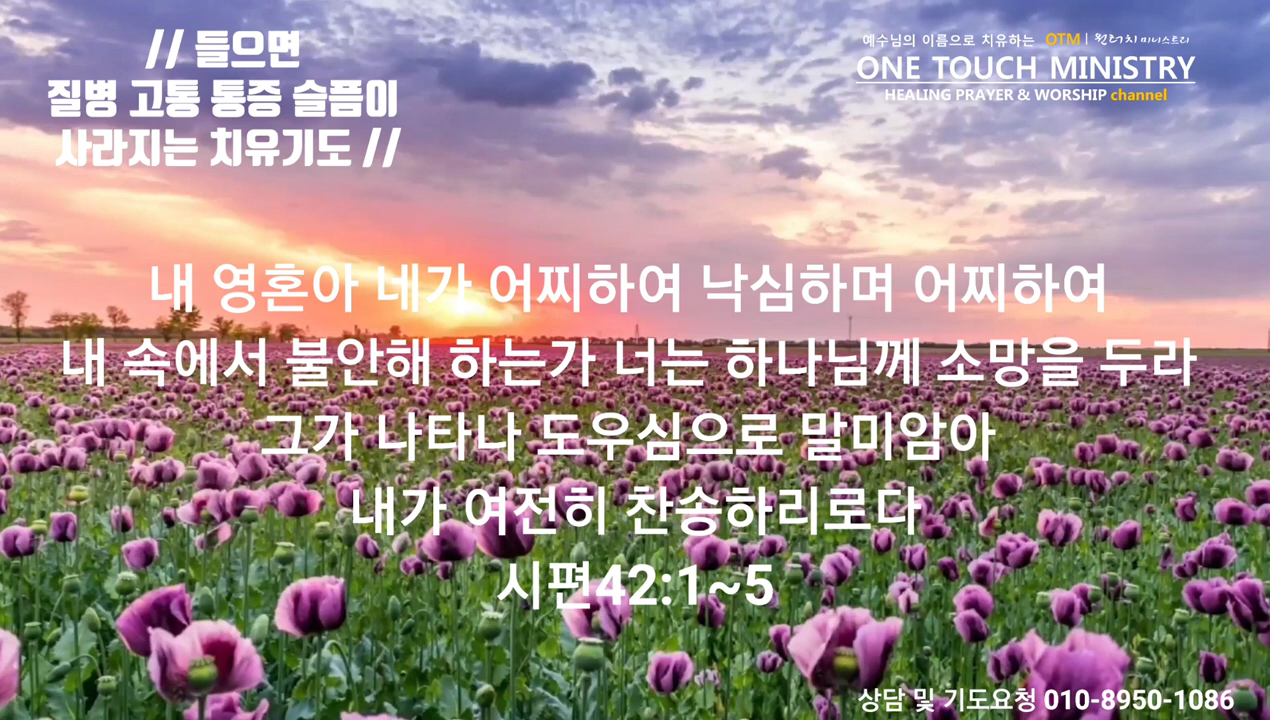 // 들으면
질병 고통 통증 슬픔이
사라지는 치유기도 //
예수님의 이름으로 치유하는 OTM | 원터치 미니스트리
ONE TOUCH MINISTRY
HEALING PRAYER & WORSHIP channel
내 영혼아 네가 어찌하여 낙심하며 어찌하여
내 속에서 불안해 하는가 너는 하나님께 소망을 두라
그가 나타나 도우심으로 말미암아
내가 여전히 찬송하리로다
시편42:1~5
상담 및 기도요청 010-8950-1086